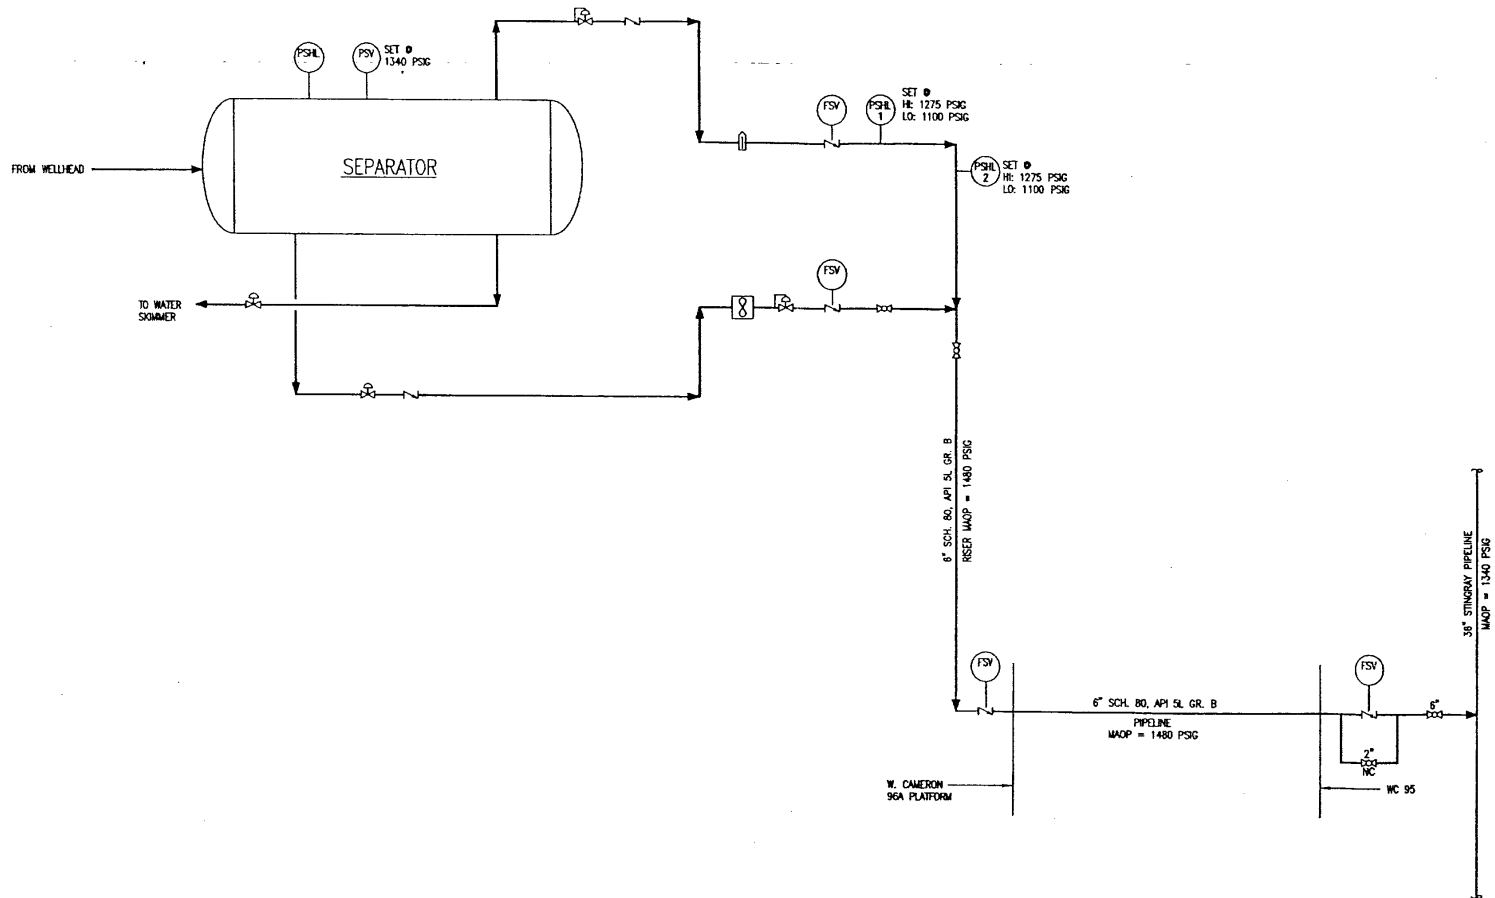 PSHL
PSV
SET @
1340 PSIG
FSV
PSHL
1
SET @
HI: 1275 PSIG
LO: 1100 PSIG
FROM WELLHEAD
SEPARATOR
PSHL
2
SET @
HI: 1275 PSIG
LO: 1100 PSIG
FSV
TO WATER
SKIMMER
6" SCH. 80, API 5L GR. B
RISER MAOP = 1480 PSIG
36" STINGRAY PIPELINE
MAOP = 1340 PSIG
FSV
FSV
6" SCH. 80, API 5L GR. B
PIPELINE
MAOP = 1480 PSIG
6"
2"
NC
W. CAMERON
96A PLATFORM
WC 95